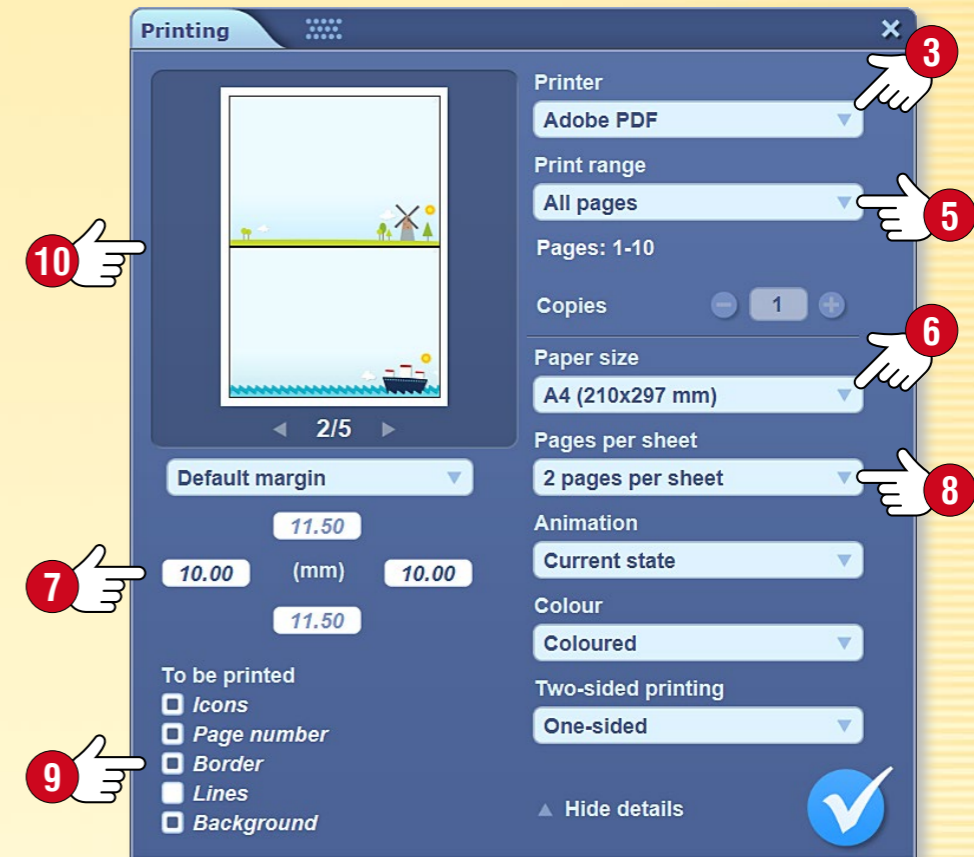 Printing
3
Printer
Adobe PDF
Print range
All pages
5
Pages: 1-10
10
Copies
1
6
Paper size
A4 (210x297 mm)
2/5
Pages per sheet
Default margin
2 pages per sheet
8
11.50
Animation
7
10.00
(mm)
10.00
Current state
11.50
Colour
Coloured
To be printed
Icons
Page number
Border
Lines
Background
9
Two-sided printing
One-sided
Hide details